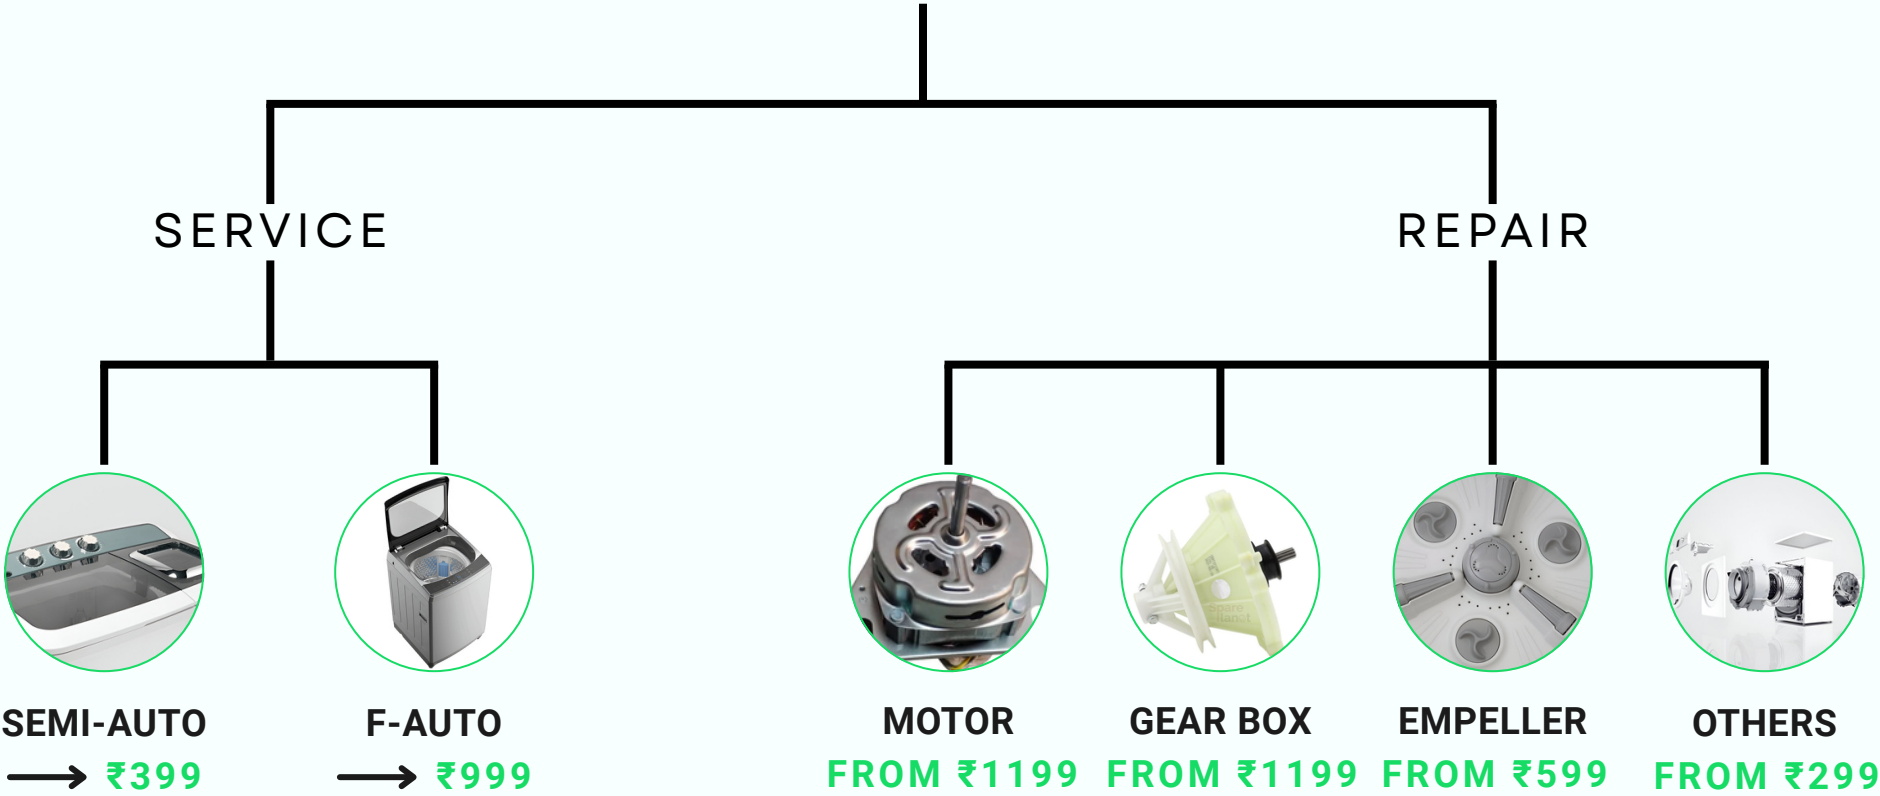 SERVICE
REPAIR
SEMI-AUTO
₹399
F-AUTO
₹999
MOTOR
FROM ₹1199
GEAR BOX
FROM ₹1199
EMPELLER
FROM ₹599
OTHERS
FROM ₹299